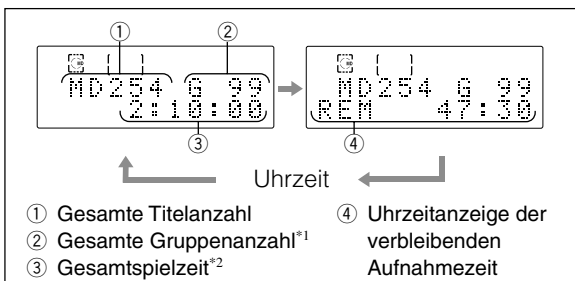 ① ②
MD254 G 99
2:10:00
③
MD254 G 99
REM 47:30
④
Uhrzeit
① Gesamte Titelanzahl
② Gesamte Gruppenanzahl*1
③ Gesamtspielzeit*2
④ Uhrzeitanzeige der
verbleibenden
Aufnahmezeit